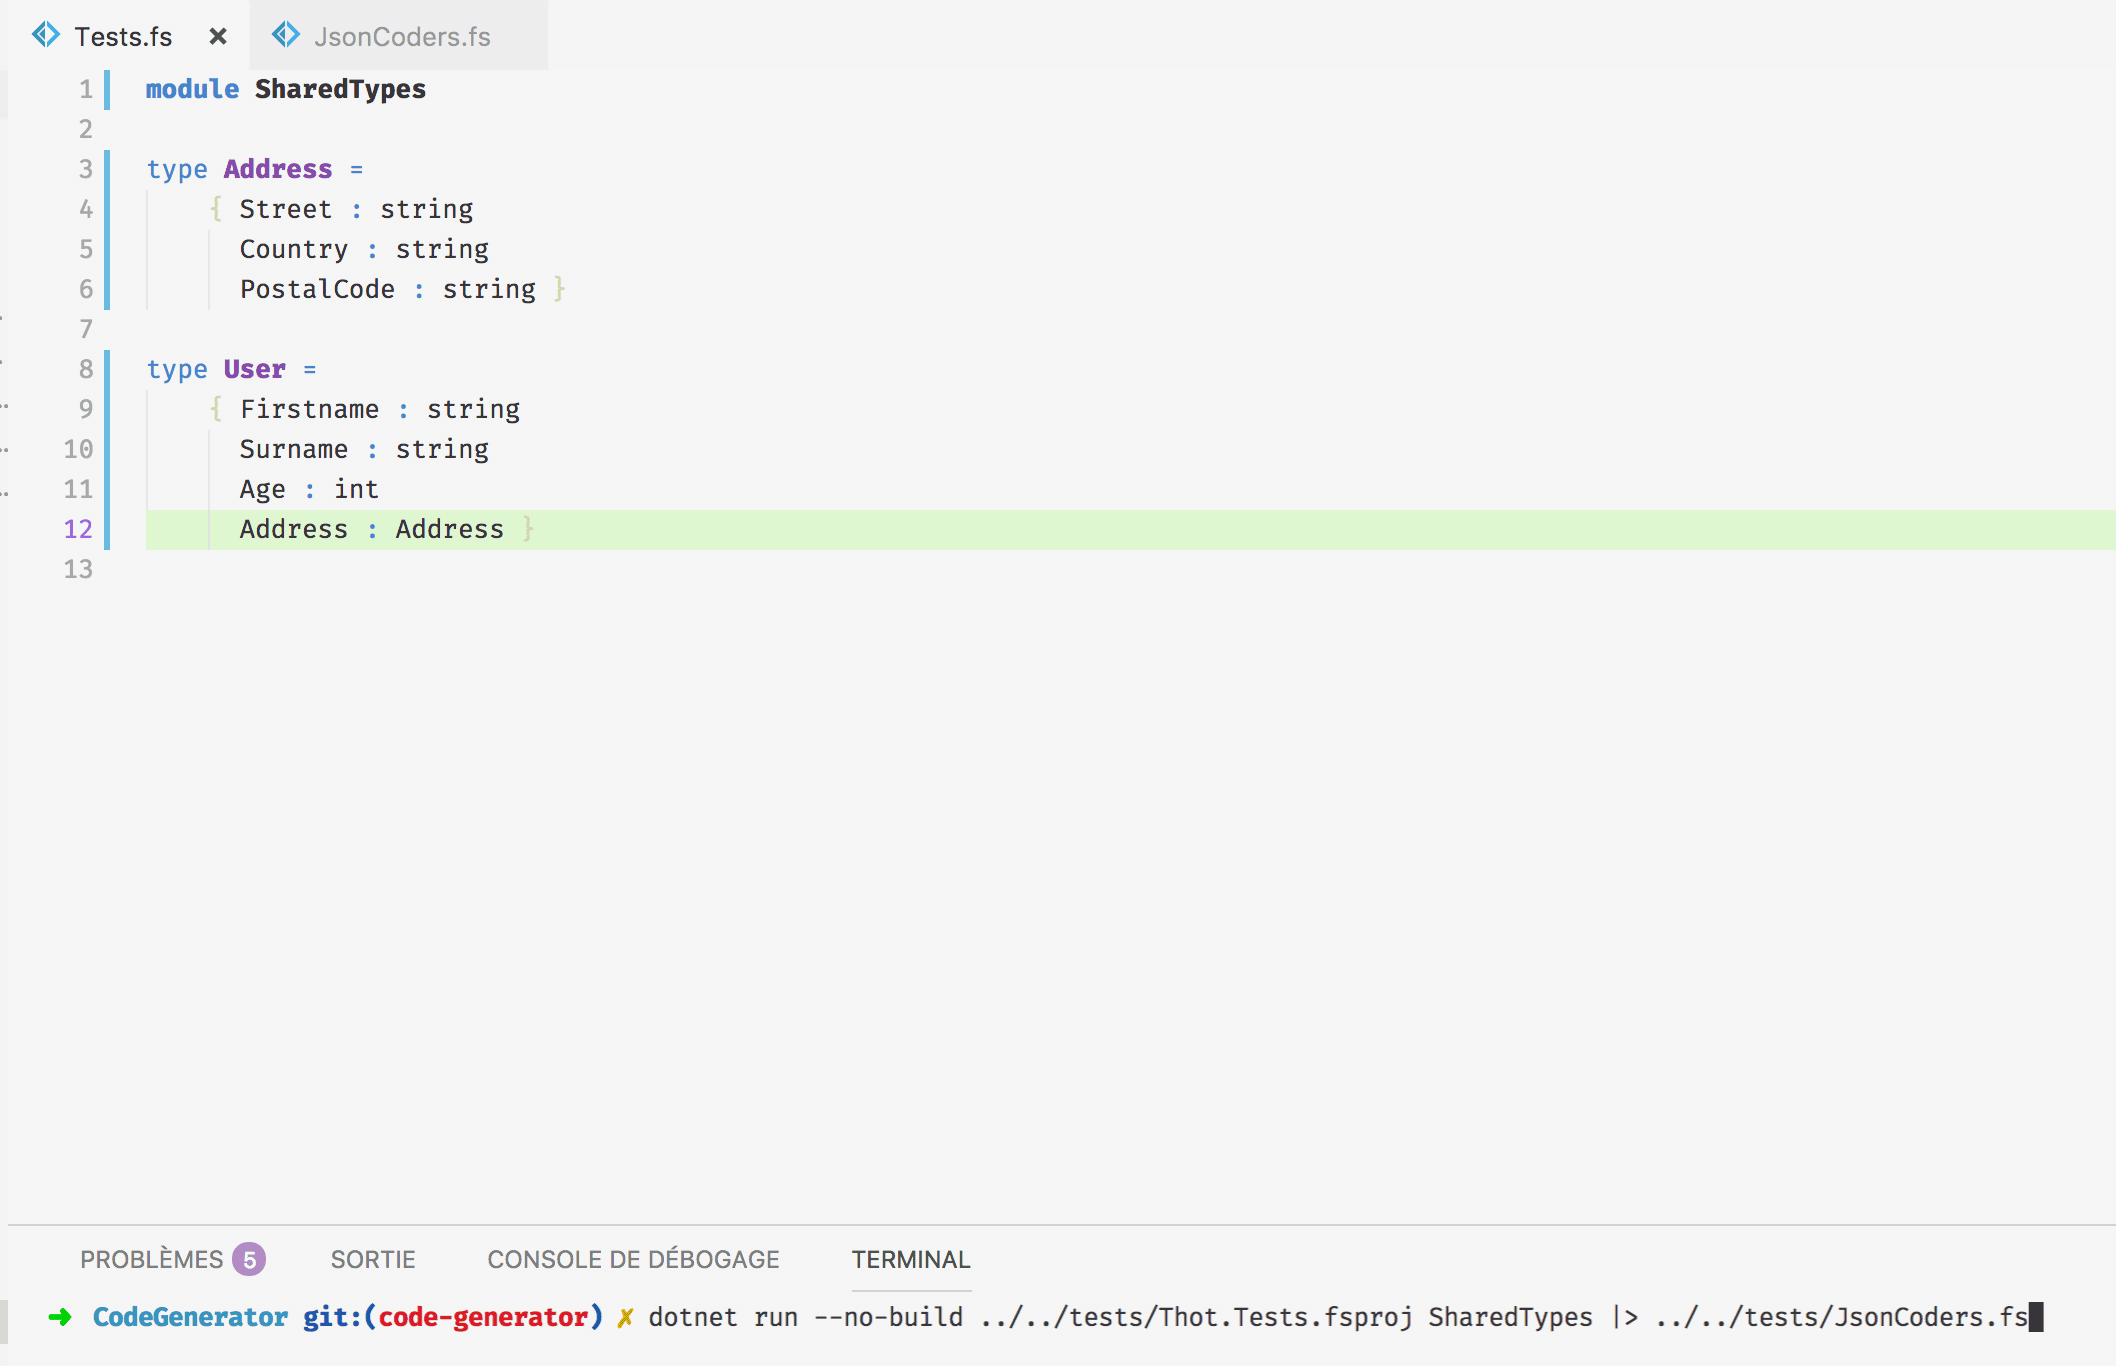 Tests.fs × JsonCoders.fs
1 module SharedTypes
2
3 type Address =
4 { Street : string
5 Country : string
6 PostalCode : string }
7
8 type User =
9 { Firstname : string
10 Surname : string
11 Age : int
12 Address : Address }
13
PROBLÈMES 5 SORTIE CONSOLE DE DÉBOGAGE TERMINAL
➜ CodeGenerator git:(code-generator) ✗ dotnet run --no-build ../../tests/Thot.Tests.fsproj SharedTypes |> ../../tests/JsonCoders.fs